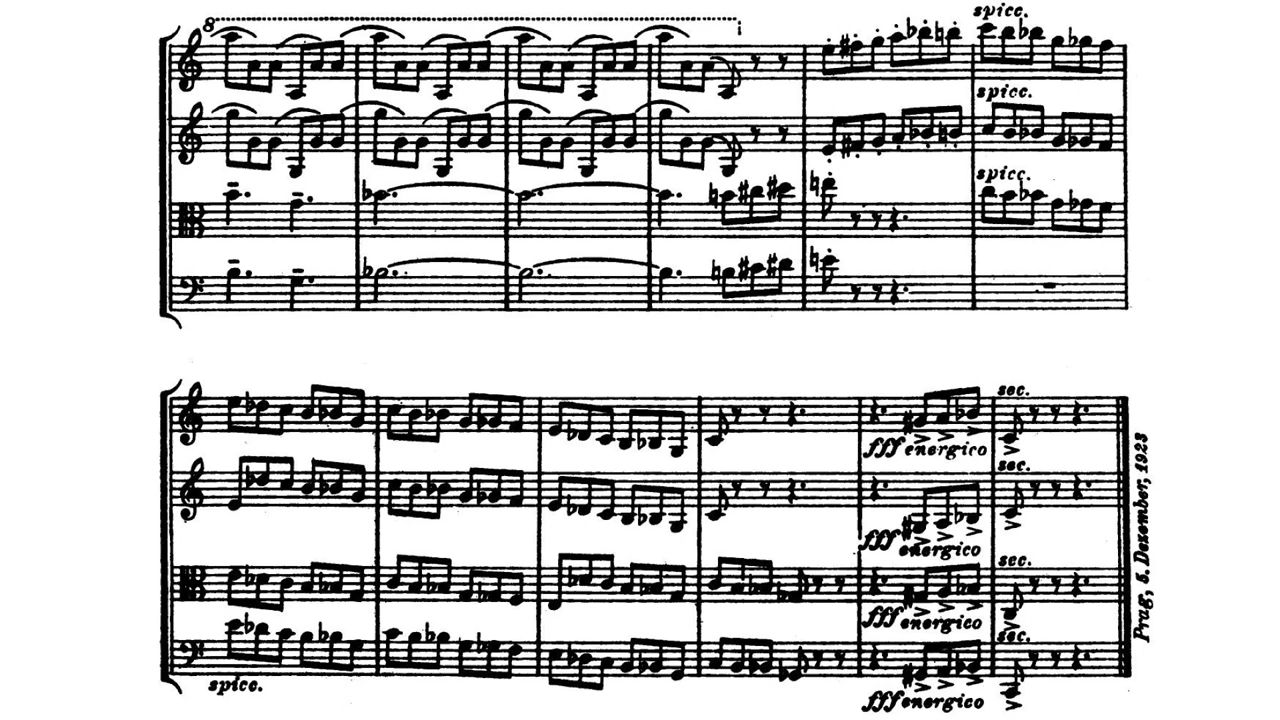 8
spicc.
spicc.
spicc.
fff energico
fff energico
fff energico
fff energico
sec.
sec.
sec.
sec.
spicc.
Prag, 5. Dezember, 1923